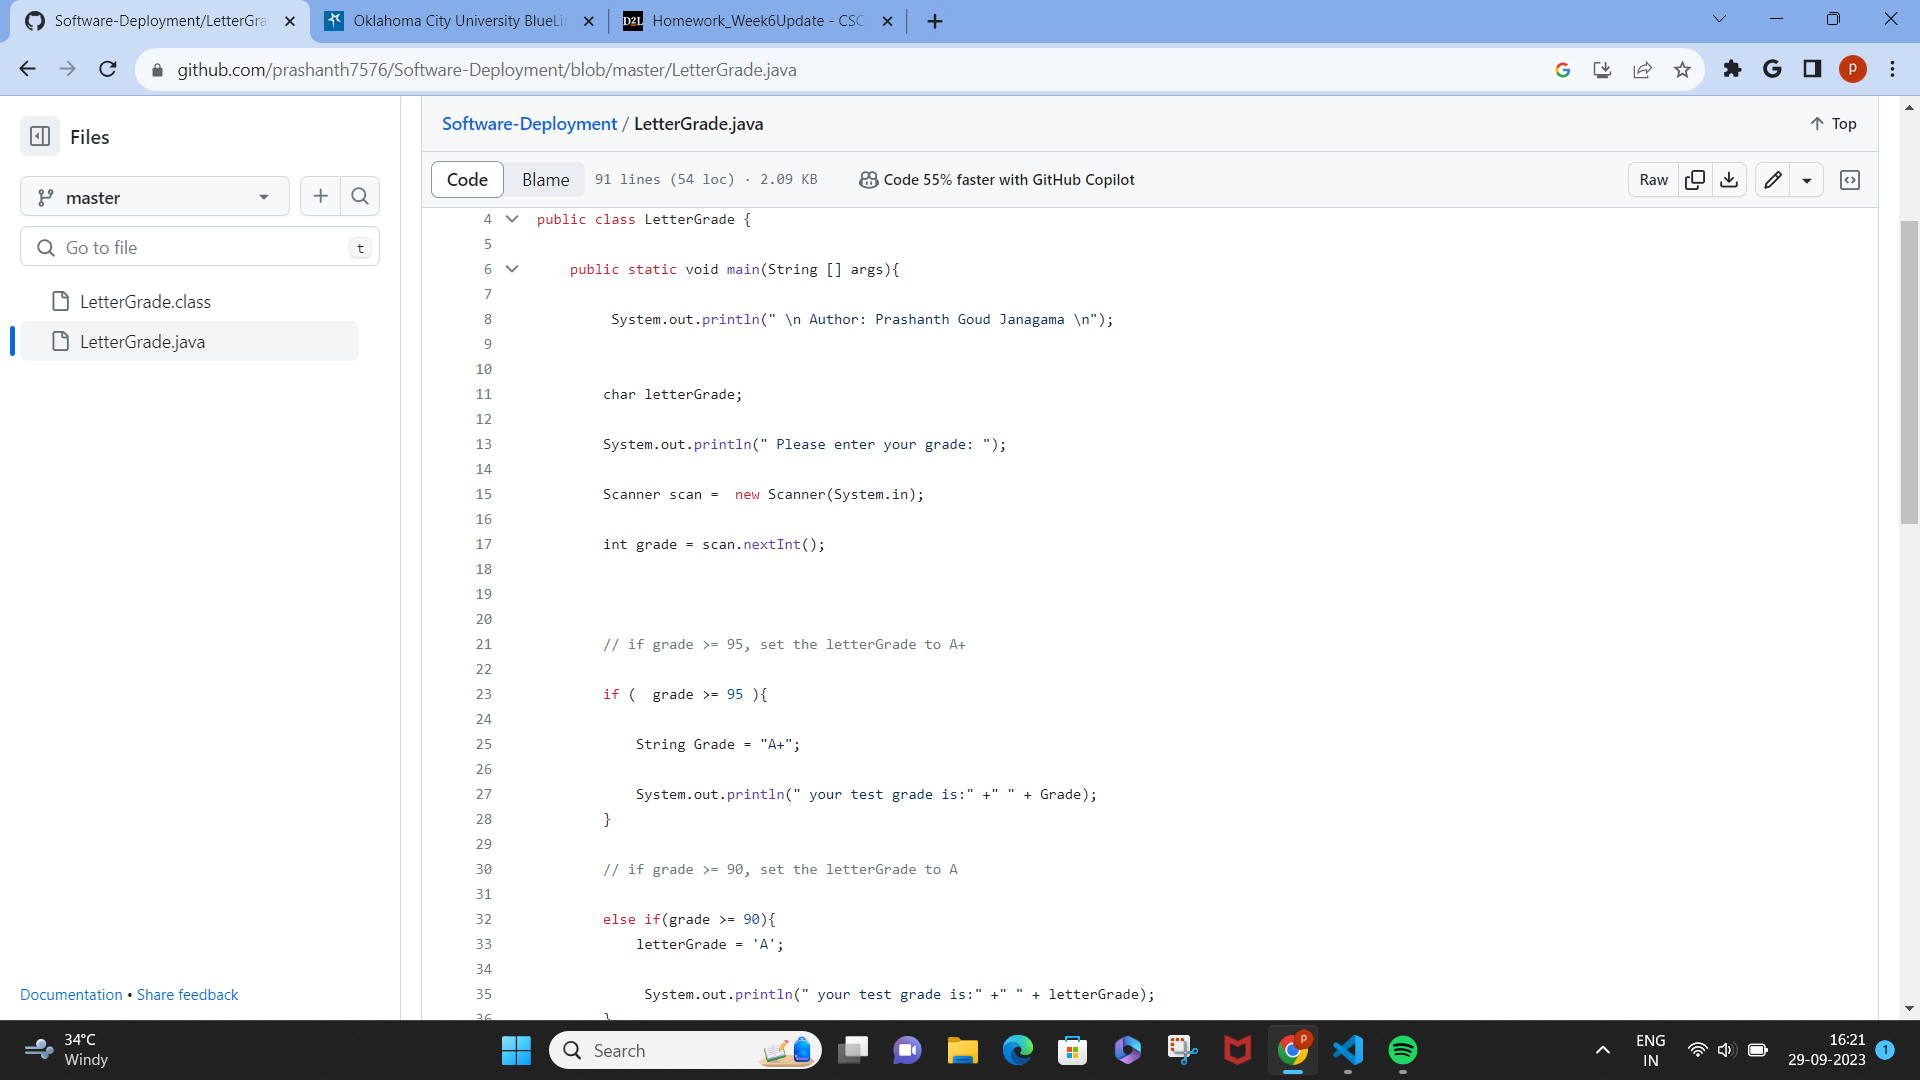 Software-Deployment/LetterGra
Oklahoma City University BlueLin
D2L Homework_Week6Update - CSC
github.com/prashanth7576/Software-Deployment/blob/master/LetterGrade.java
p
Files
master
Go to file
t
LetterGrade.class
LetterGrade.java
Documentation • Share feedback
Software-Deployment / LetterGrade.java
Top
Code Blame 91 lines (54 loc) · 2.09 KB Code 55% faster with GitHub Copilot Raw
4 public class LetterGrade {
5
6 public static void main(String [] args){
7
8 System.out.println(" \n Author: Prashanth Goud Janagama \n");
9
10
11 char letterGrade;
12
13 System.out.println(" Please enter your grade: ");
14
15 Scanner scan =  new Scanner(System.in);
16
17 int grade = scan.nextInt();
18
19
20
21 // if grade >= 95, set the letterGrade to A+
22
23 if (  grade >= 95 ){
24
25 String Grade = "A+";
26
27 System.out.println(" your test grade is:" +" " + Grade);
28 }
29
30 // if grade >= 90, set the letterGrade to A
31
32 else if(grade >= 90){
33 letterGrade = 'A';
34
35 System.out.println(" your test grade is:" +" " + letterGrade);
36 }
34°C
Windy
Search
P
ENG
IN
16:21
29-09-2023
1